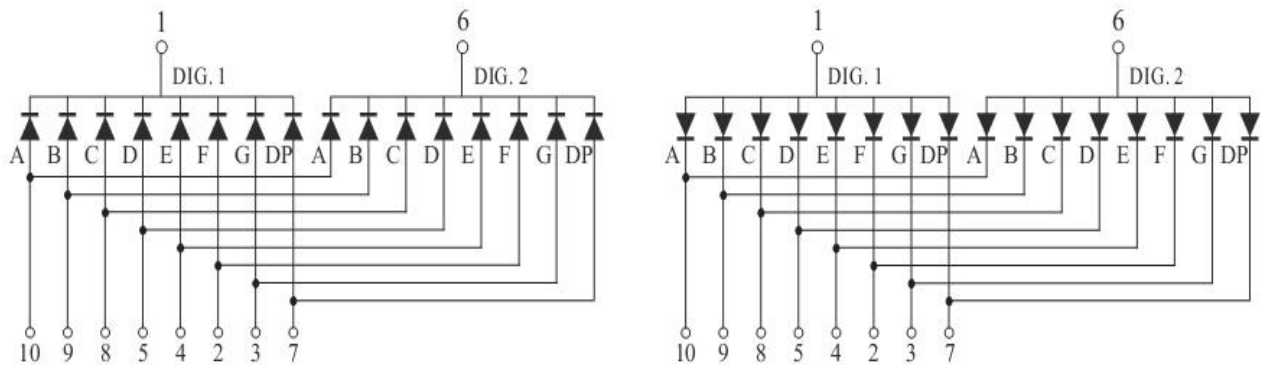 1 6 1 6
DIG. 1 DIG. 2 DIG. 1 DIG. 2
A B C D E F G DP A B C D E F G DP A B C D E F G DP A B C D E F G DP
10 9 8 5 4 2 3 7 10 9 8 5 4 2 3 7